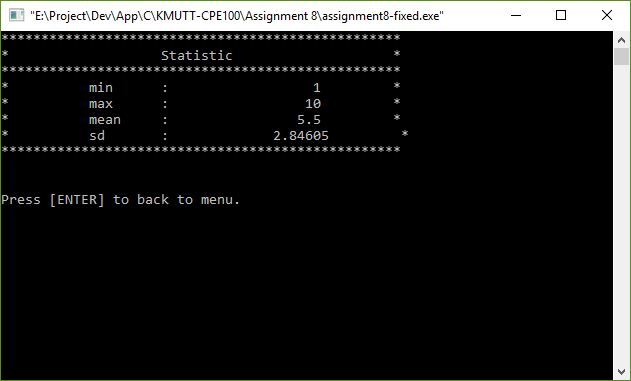 "E:\Project\Dev\App\C\KMUTT-CPE100\Assignment 8\assignment8-fixed.exe"
**************************************************
*                   Statistic                    *
**************************************************
*          min      :                  1         *
*          max      :                 10         *
*          mean     :                5.5         *
*          sd       :             2.84605         *
**************************************************
Press [ENTER] to back to menu.